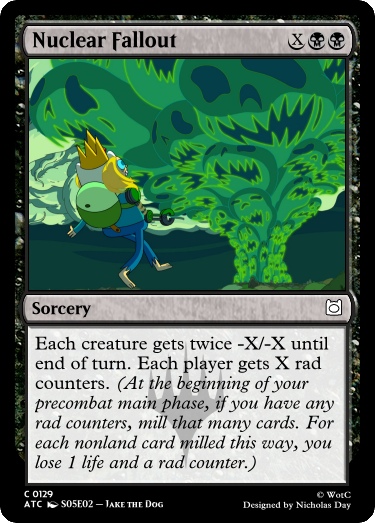 Nuclear Fallout X
Sorcery
Each creature gets twice -X/-X until
end of turn. Each player gets X rad
counters. (At the beginning of your
precombat main phase, if you have any
rad counters, mill that many cards. For
each nonland card milled this way, you
lose 1 life and a rad counter.)
C 0129 © WotC
ATC S05E02 – Jake the Dog Designed by Nicholas Day